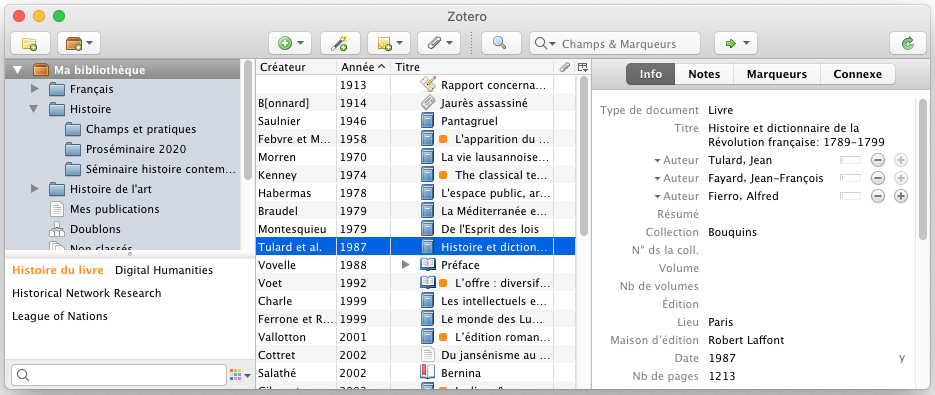 Zotero
Champs & Marqueurs
Ma bibliothèque
Français
Histoire
Champs et pratiques
Proséminaire 2020
Séminaire histoire contem...
Histoire de l'art
Mes publications
Doublons
Non classés
Histoire du livre Digital Humanities
Historical Network Research
League of Nations
Créateur Année Titre
1913 Rapport concerna...
B[onnard] 1914 Jaurès assassiné
Saulnier 1946 Pantagruel
Febvre et M... 1958 L'apparition du ...
Morren 1970 La vie lausannoise...
Kenney 1974 The classical te...
Habermas 1978 L'espace public, ar...
Braudel 1979 La Méditerranée e...
Montesquieu 1979 De l'Esprit des lois
Tulard et al. 1987 Histoire et diction...
Vovelle 1988 Préface
Voet 1992 L'offre : diversif...
Charle 1999 Les intellectuels e...
Ferrone et R... 1999 Le monde des Lu...
Vallotton 2001 L'édition roman...
Cottret 2002 Du jansénisme au ...
Salathé 2002 Bernina
Info Notes Marqueurs Connexe
Type de document Livre
Titre Histoire et dictionnaire de la
Révolution française: 1789-1799
Auteur Tulard, Jean
Auteur Fayard, Jean-François
Auteur Fierro, Alfred
Résumé
Collection Bouquins
N° ds la coll.
Volume
Nb de volumes
Édition
Lieu Paris
Maison d'édition Robert Laffont
Date 1987 y
Nb de pages 1213